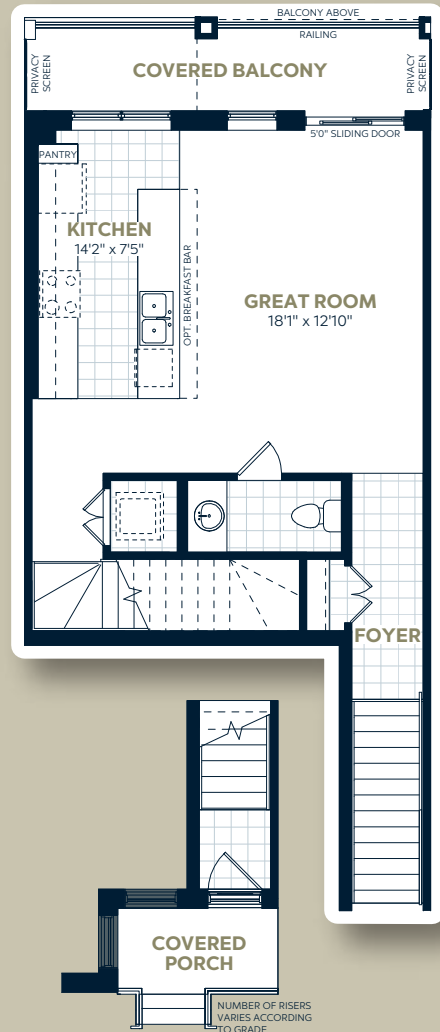 BALCONY ABOVE
RAILING
PRIVACY
SCREEN
COVERED BALCONY
PRIVACY
SCREEN
5'0" SLIDING DOOR
PANTRY
KITCHEN
14'2" x 7'5"
OPT. BREAKFAST BAR
GREAT ROOM
18'1" x 12'10"
FOYER
COVERED
PORCH
NUMBER OF RISERS
VARIES ACCORDING
TO GRADE